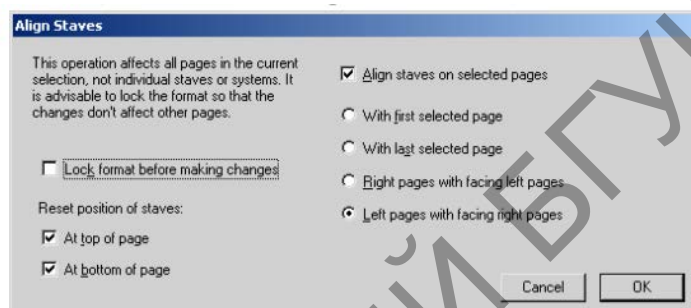 Align Staves
This operation affects all pages in the current
selection, not individual staves or systems. It
is advisable to lock the format so that the
changes don't affect other pages.
Lock format before making changes
Reset position of staves:
At top of page
At bottom of page
Align staves on selected pages
With first selected page
With last selected page
Right pages with facing left pages
Left pages with facing right pages
Cancel
OK
ИЙ БГУ